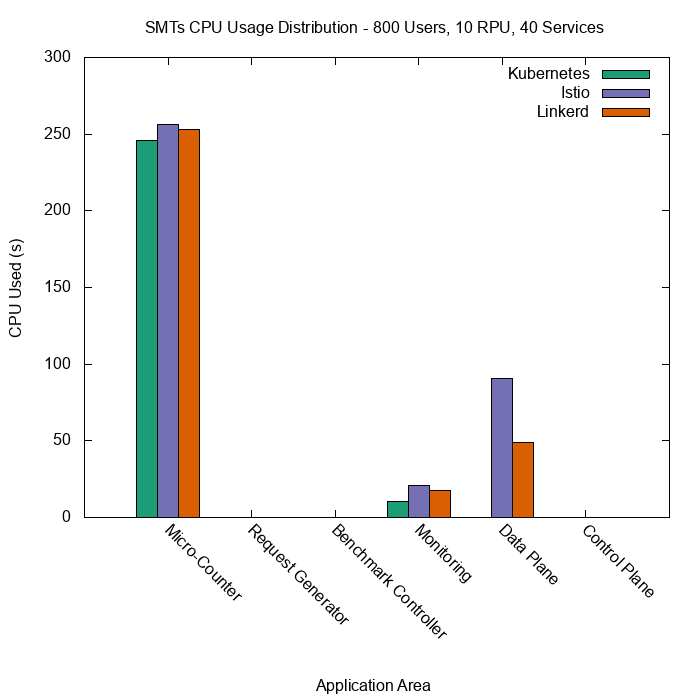 SMTs CPU Usage Distribution - 800 Users, 10 RPU, 40 Services
300
250
200
150
100
50
0
CPU Used (s)
Kubernetes
Istio
Linkerd
Micro-Counter
Request Generator
Benchmark Controller
Monitoring
Data Plane
Control Plane
Application Area